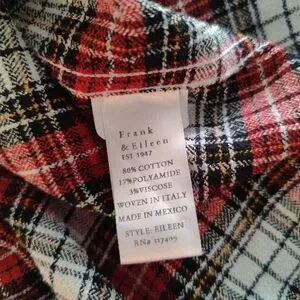 Frank
& Eileen
EST 1947
80% COTTON
17% POLYAMIDE
3% VISCOSE
WOVEN IN ITALY
MADE IN MEXICO
STYLE: EILEEN
RN# 117409